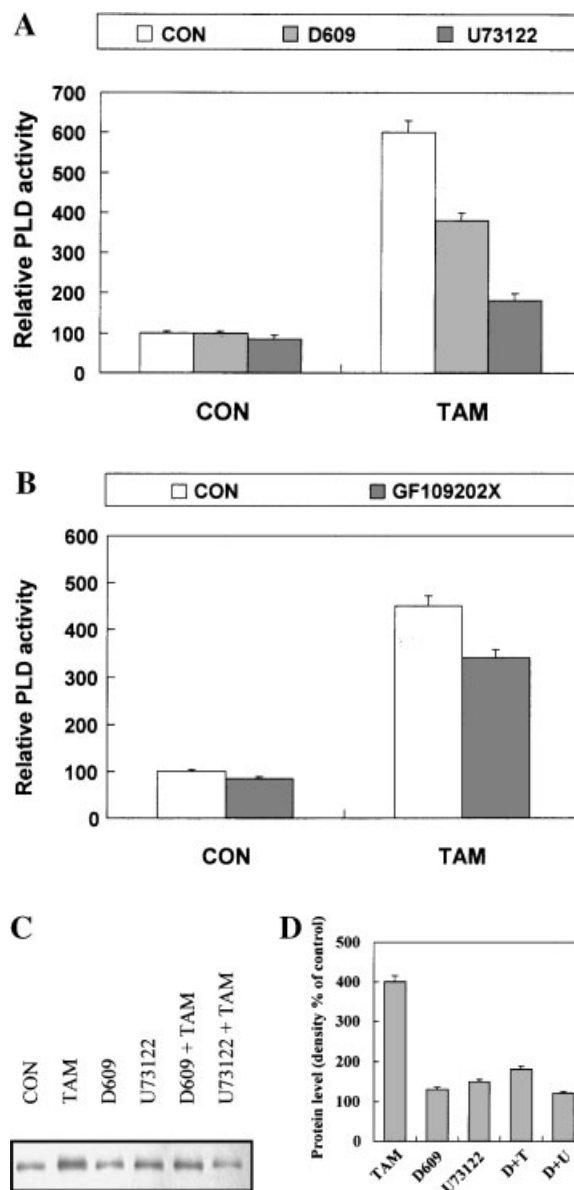 A
CON D609 U73122
Relative PLD activity
700
600
500
400
300
200
100
0
CON TAM
B
CON GF109202X
Relative PLD activity
600
500
400
300
200
100
0
CON TAM
C
CON
TAM
D609
U73122
D609 + TAM
U73122 + TAM
D
Protein level (density % of control)
500
400
300
200
100
0
TAM
D609
U73122
D+T
D+U